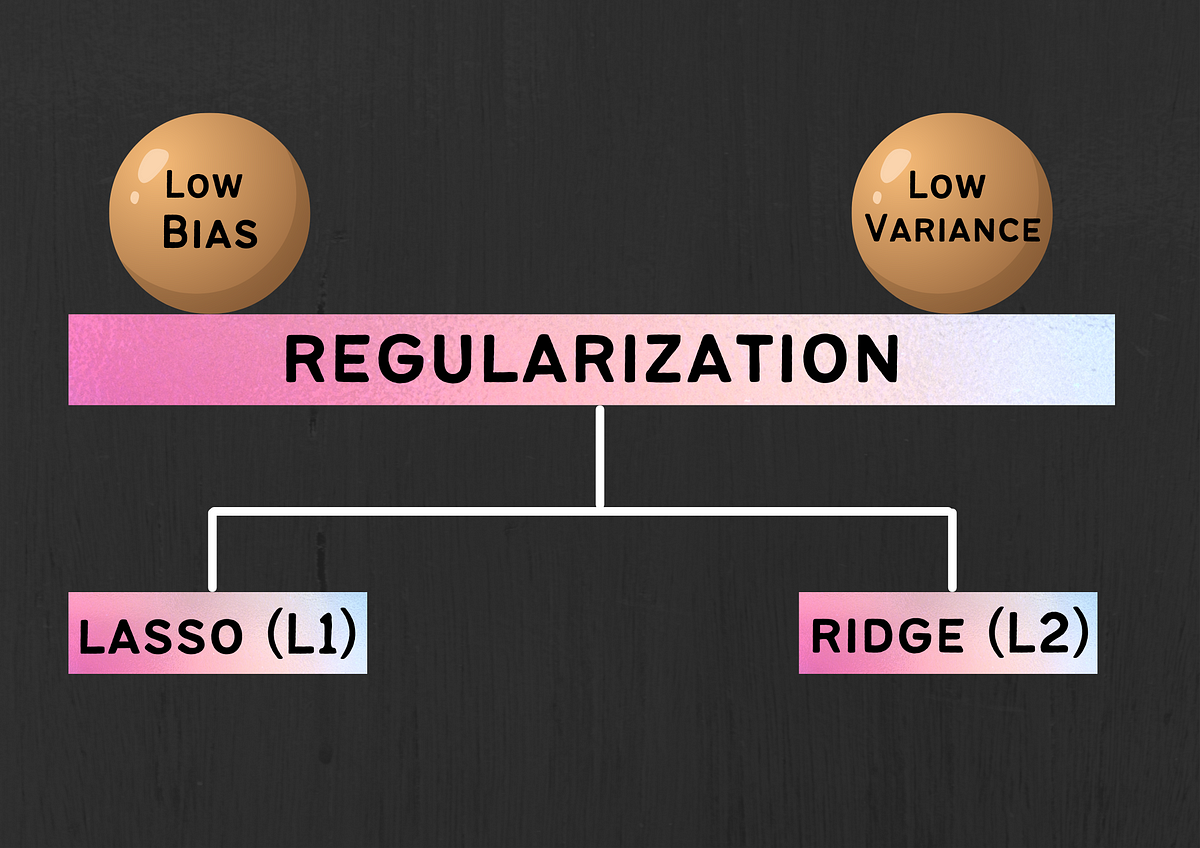 Low
Bias
Low
Variance
REGULARIZATION
LASSO (L1)
RIDGE (L2)